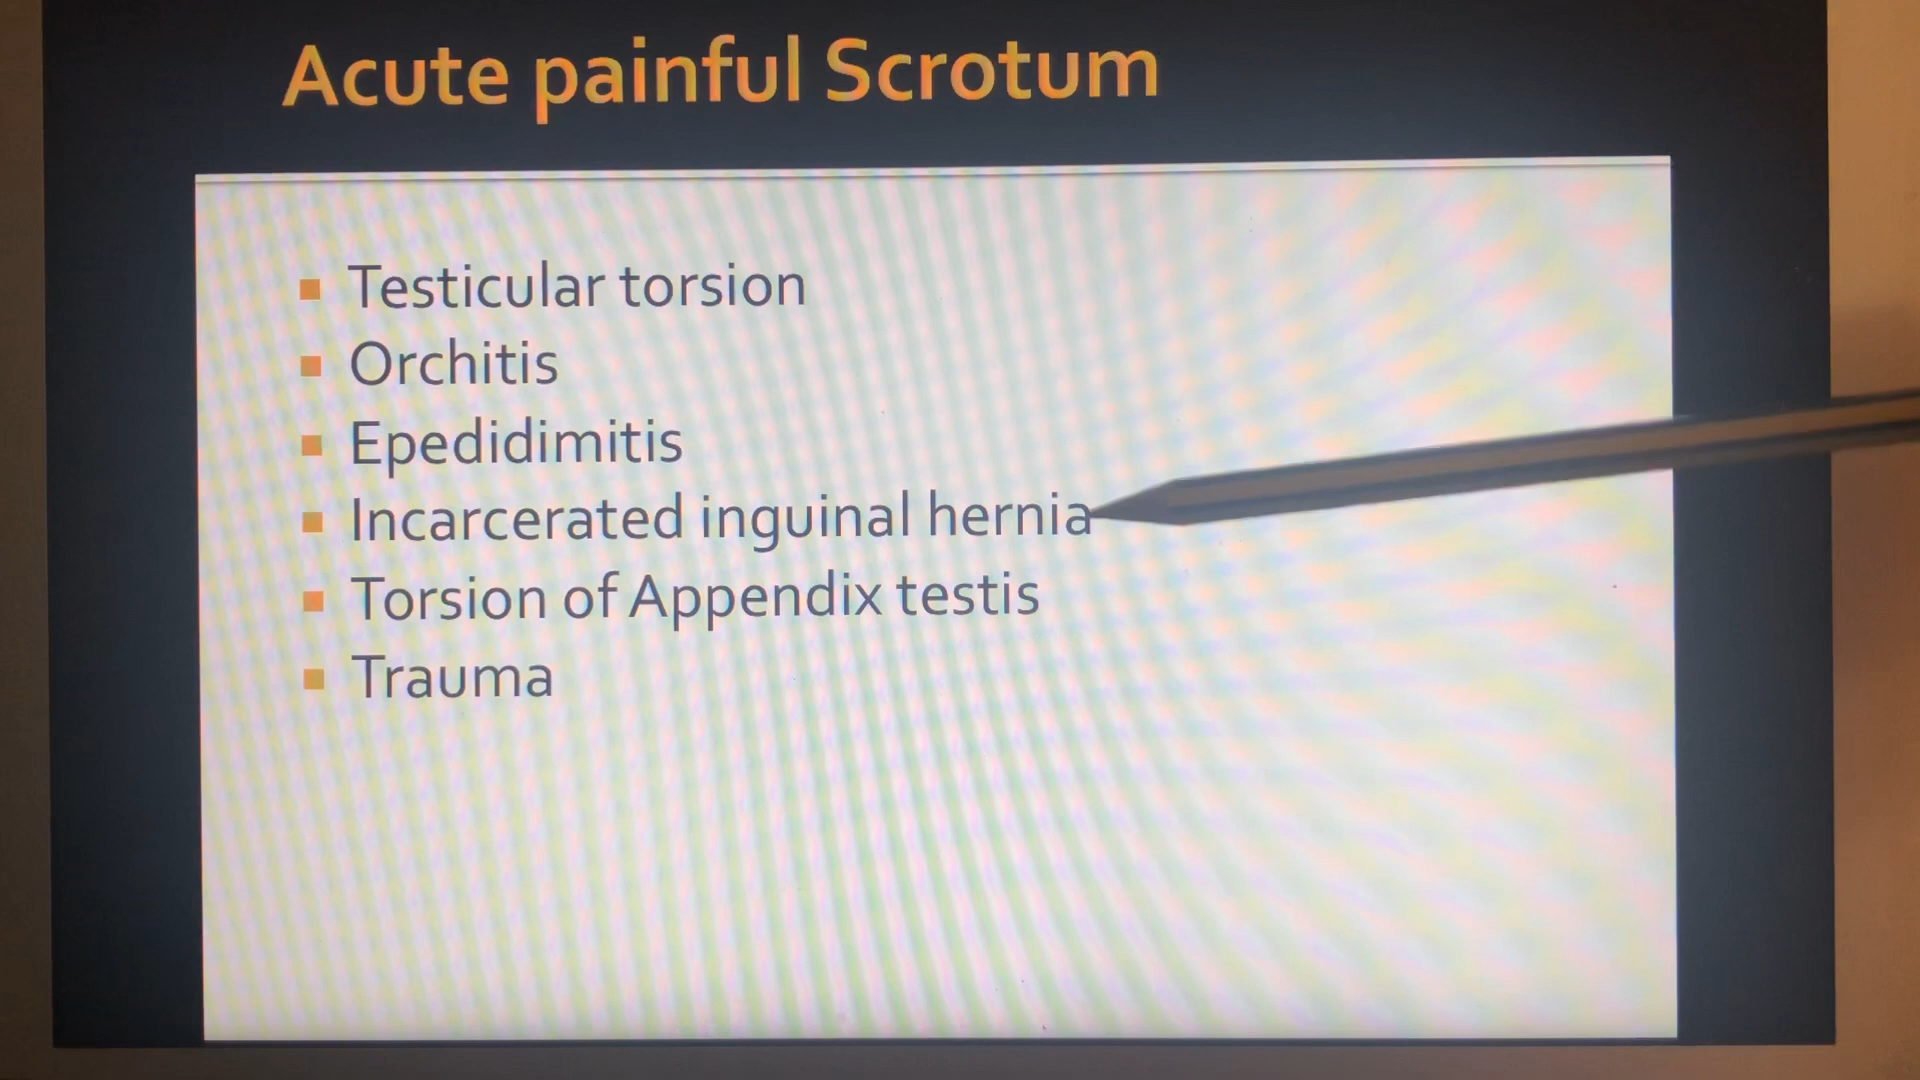 Acute painful Scrotum
Testicular torsion
Orchitis
Epedidimitis
Incarcerated inguinal hernia
Torsion of Appendix testis
Trauma